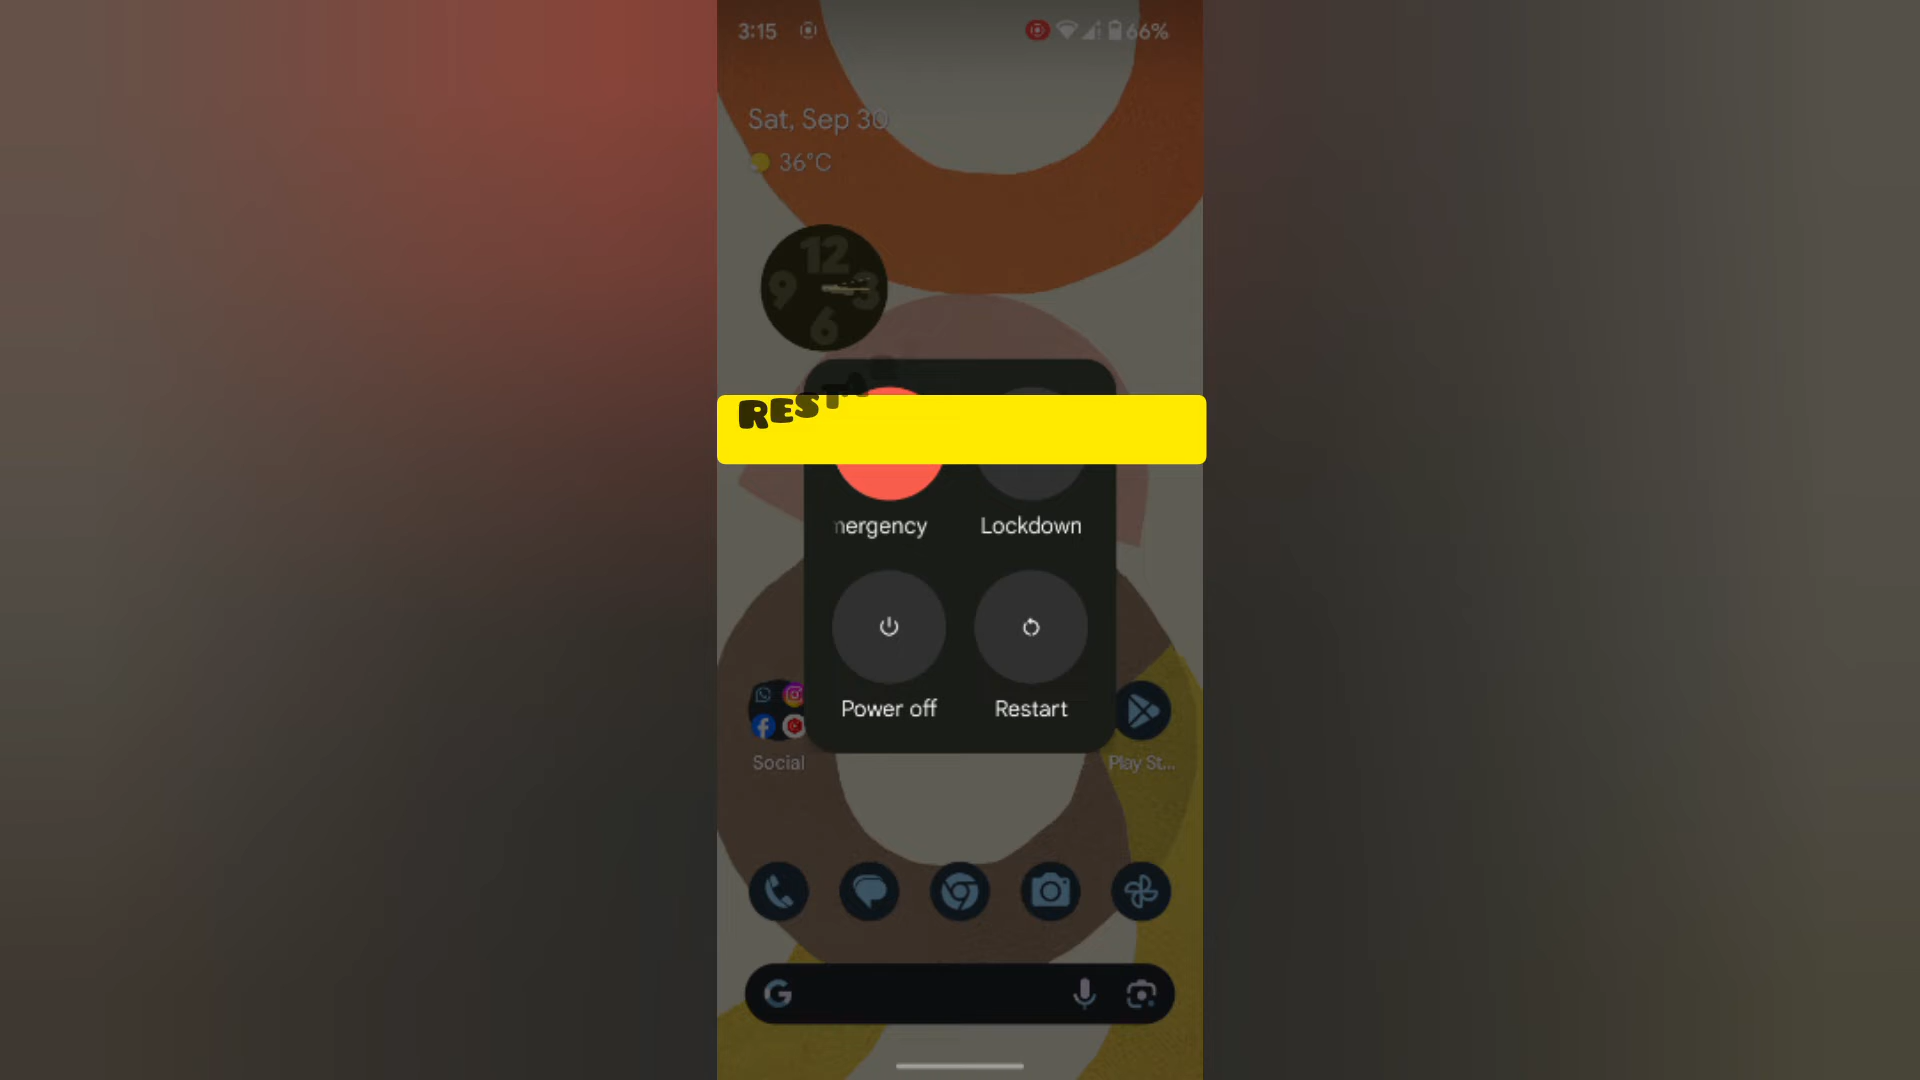 3:15 66%
Sat, Sep 30
36°C
12
9 3
6
REST
mergency Lockdown
Power off Restart
Social Play St...
G